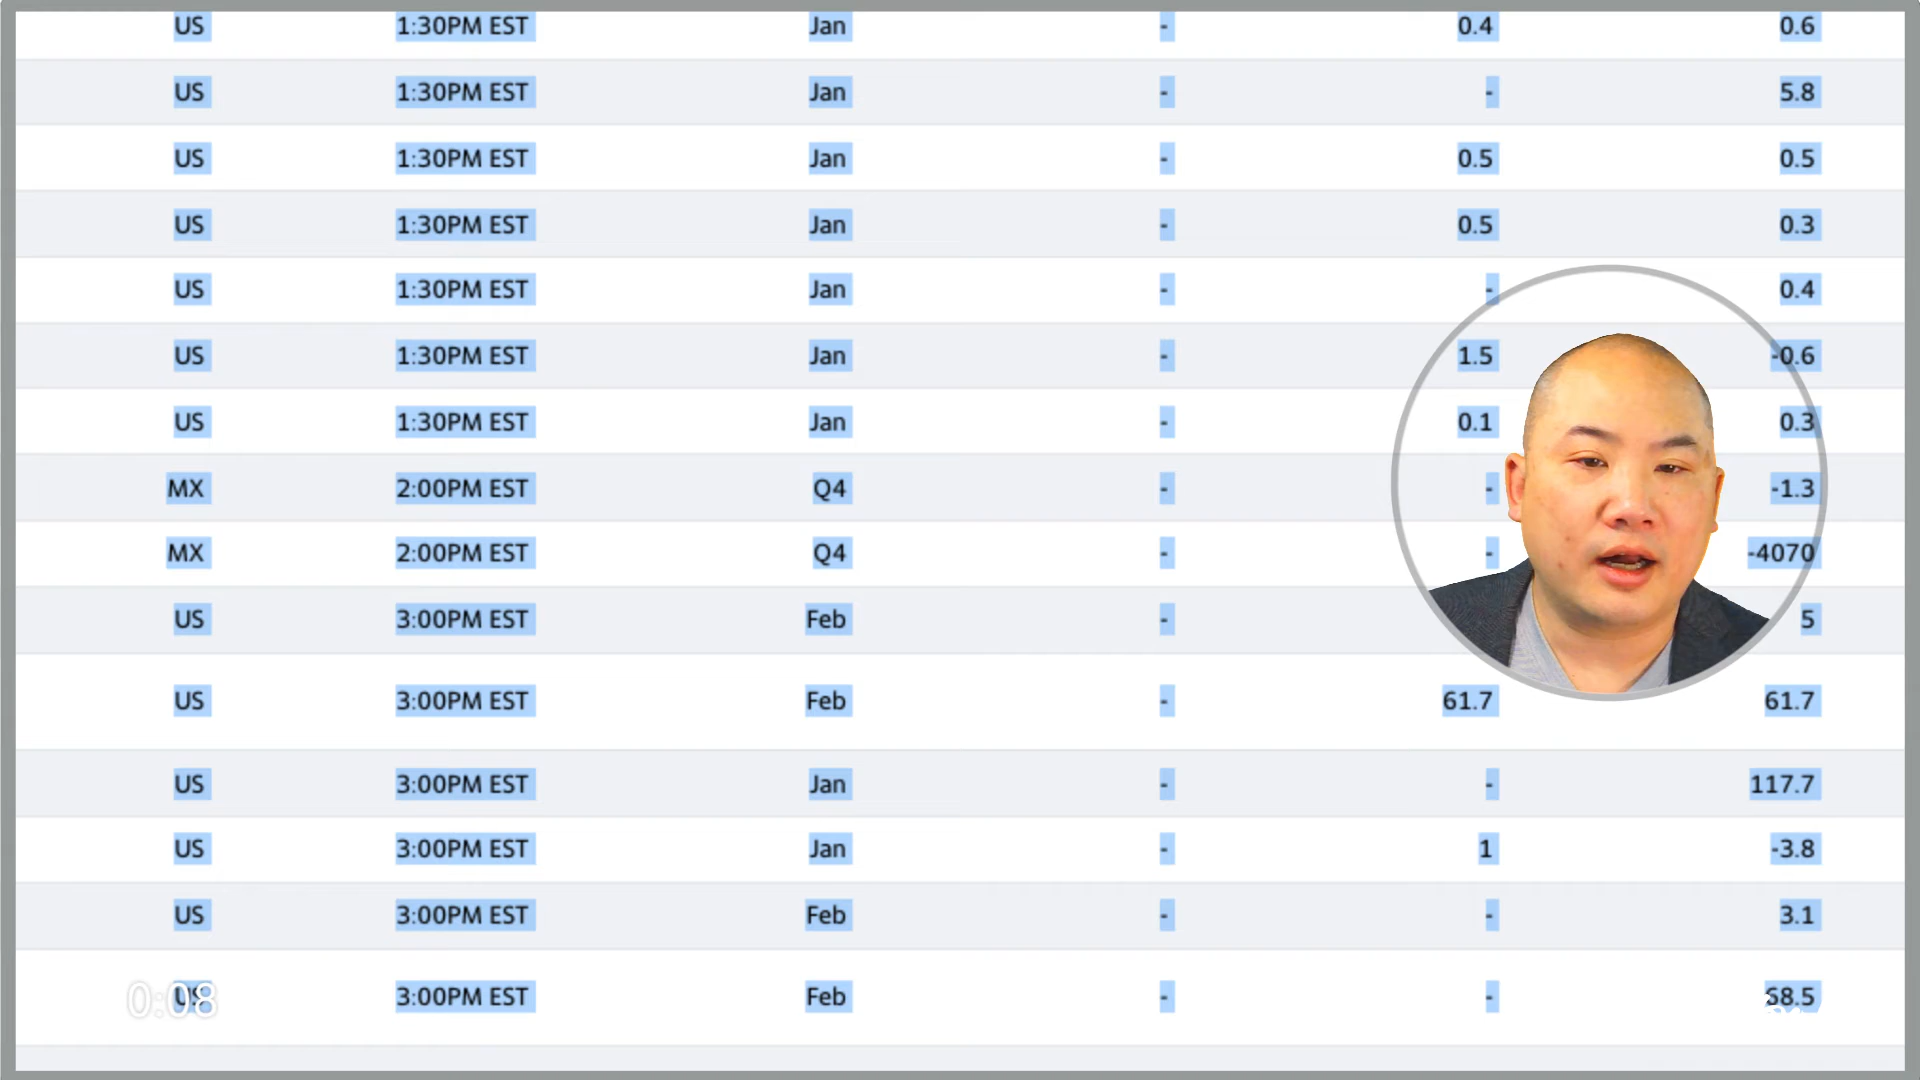 US 1:30PM EST Jan - 0.4 0.6
US 1:30PM EST Jan - - 5.8
US 1:30PM EST Jan - 0.5 0.5
US 1:30PM EST Jan - 0.5 0.3
US 1:30PM EST Jan - - 0.4
US 1:30PM EST Jan - 1.5 -0.6
US 1:30PM EST Jan - 0.1 0.3
MX 2:00PM EST Q4 - - -1.3
MX 2:00PM EST Q4 - - -4070
US 3:00PM EST Feb - 5
US 3:00PM EST Feb - 61.7 61.7
US 3:00PM EST Jan - - 117.7
US 3:00PM EST Jan - 1 -3.8
US 3:00PM EST Feb - - 3.1
US 3:00PM EST Feb - - 68.5
0:08